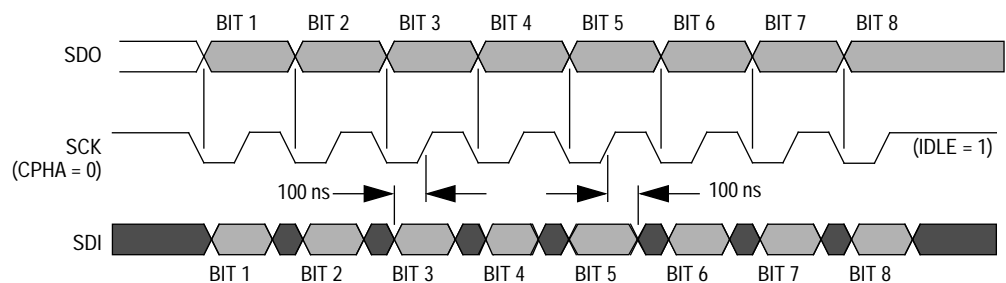 BIT 1 BIT 2 BIT 3 BIT 4 BIT 5 BIT 6 BIT 7 BIT 8
SDO
SCK
(CPHA = 0)
(IDLE = 1)
100 ns
100 ns
SDI
BIT 1 BIT 2 BIT 3 BIT 4 BIT 5 BIT 6 BIT 7 BIT 8